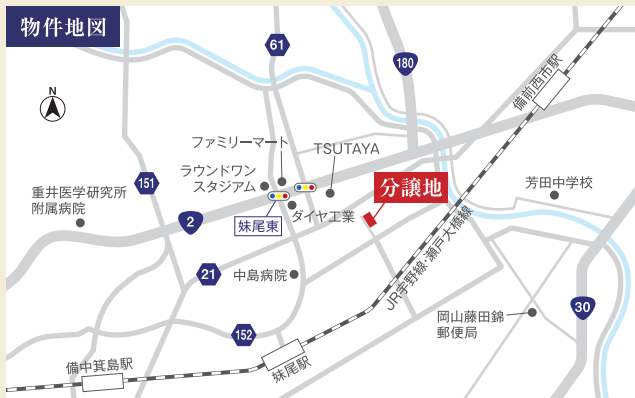 物件地図
N
61
180
備前西市駅
ファミリーマート
TSUTAYA
ラウンドワン
スタジアム
151
重井医学研究所
附属病院
分譲地
芳田中学校
2
妹尾東
ダイヤ工業
21
中島病院
JR宇野線・瀬戸大橋線
30
岡山藤田錦
郵便局
152
備中箕島駅
妹尾駅